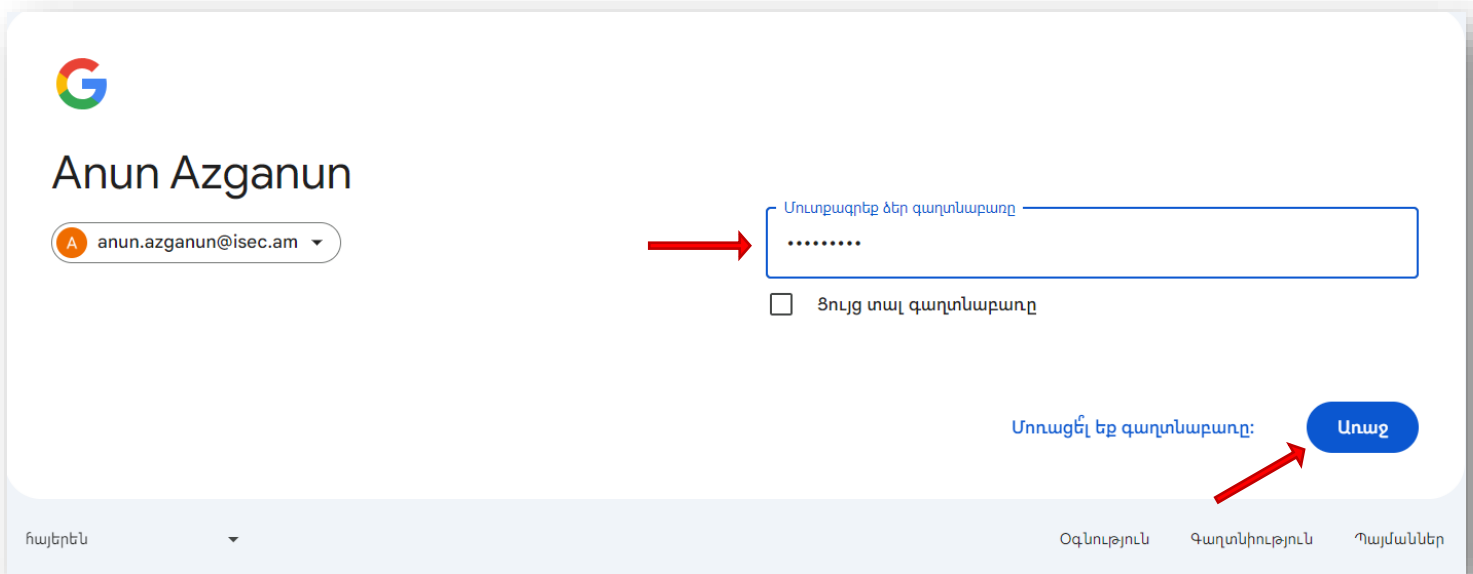 Anun Azganun
A anun.azganun@isec.am
Մուտքագրեք ձեր գաղտնաբառը
•••••••••
Ցույց տալ գաղտնաբառը
Մոռացե՞լ եք գաղտնաբառը:
Առաջ
հայերեն
Օգնություն Գաղտնիություն Պայմաններ